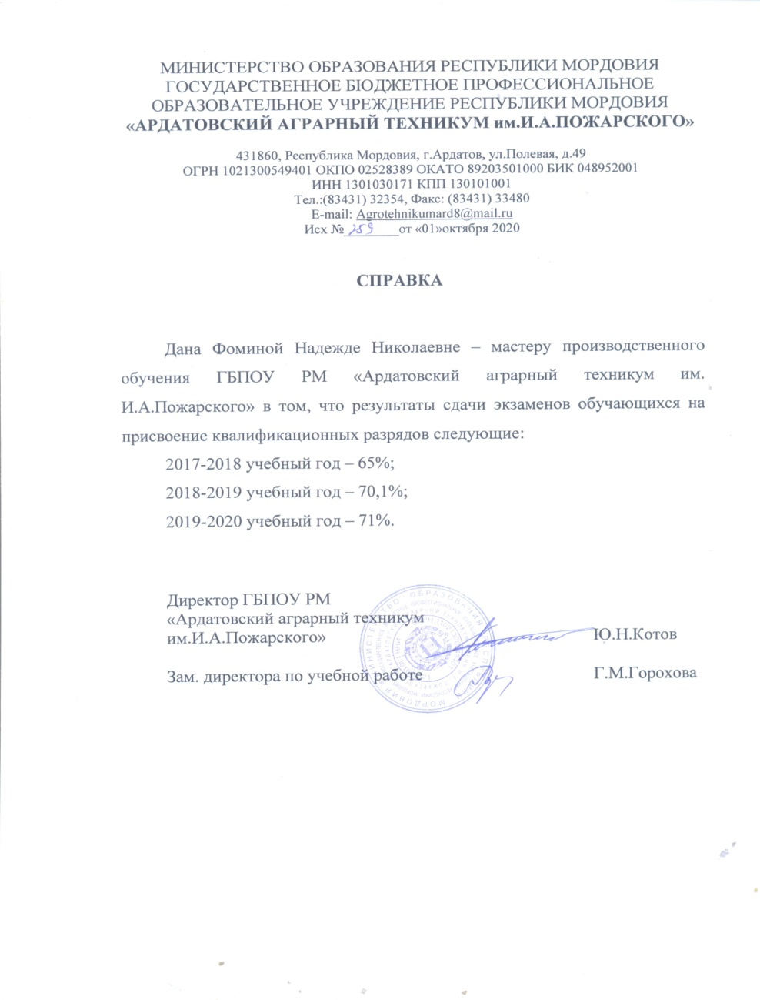 МИНИСТЕРСТВО ОБРАЗОВАНИЯ РЕСПУБЛИКИ МОРДОВИЯ
ГОСУДАРСТВЕННОЕ БЮДЖЕТНОЕ ПРОФЕССИОНАЛЬНОЕ
ОБРАЗОВАТЕЛЬНОЕ УЧРЕЖДЕНИЕ РЕСПУБЛИКИ МОРДОВИЯ
«АРДАТОВСКИЙ АГРАРНЫЙ ТЕХНИКУМ им.И.А.ПОЖАРСКОГО»
431860, Республика Мордовия, г.Ардатов, ул.Полевая, д.49
ОГРН 1021300549401 ОКПО 02528389 ОКАТО 89203501000 БИК 048952001
ИНН 1301030171 КПП 130101001
Тел.:(83431) 32354, Факс: (83431) 33480
E-mail: Agrotehnikumard8@mail.ru
Исх № 259 от «01»октября 2020
СПРАВКА
Дана Фоминой Надежде Николаевне – мастеру производственного
обучения ГБПОУ РМ «Ардатовский аграрный техникум им.
И.А.Пожарского» в том, что результаты сдачи экзаменов обучающихся на
присвоение квалификационных разрядов следующие:
2017-2018 учебный год – 65%;
2018-2019 учебный год – 70,1%;
2019-2020 учебный год – 71%.
Директор ГБПОУ РМ
«Ардатовский аграрный техникум
им.И.А.Пожарского» Ю.Н.Котов
Зам. директора по учебной работе Г.М.Горохова